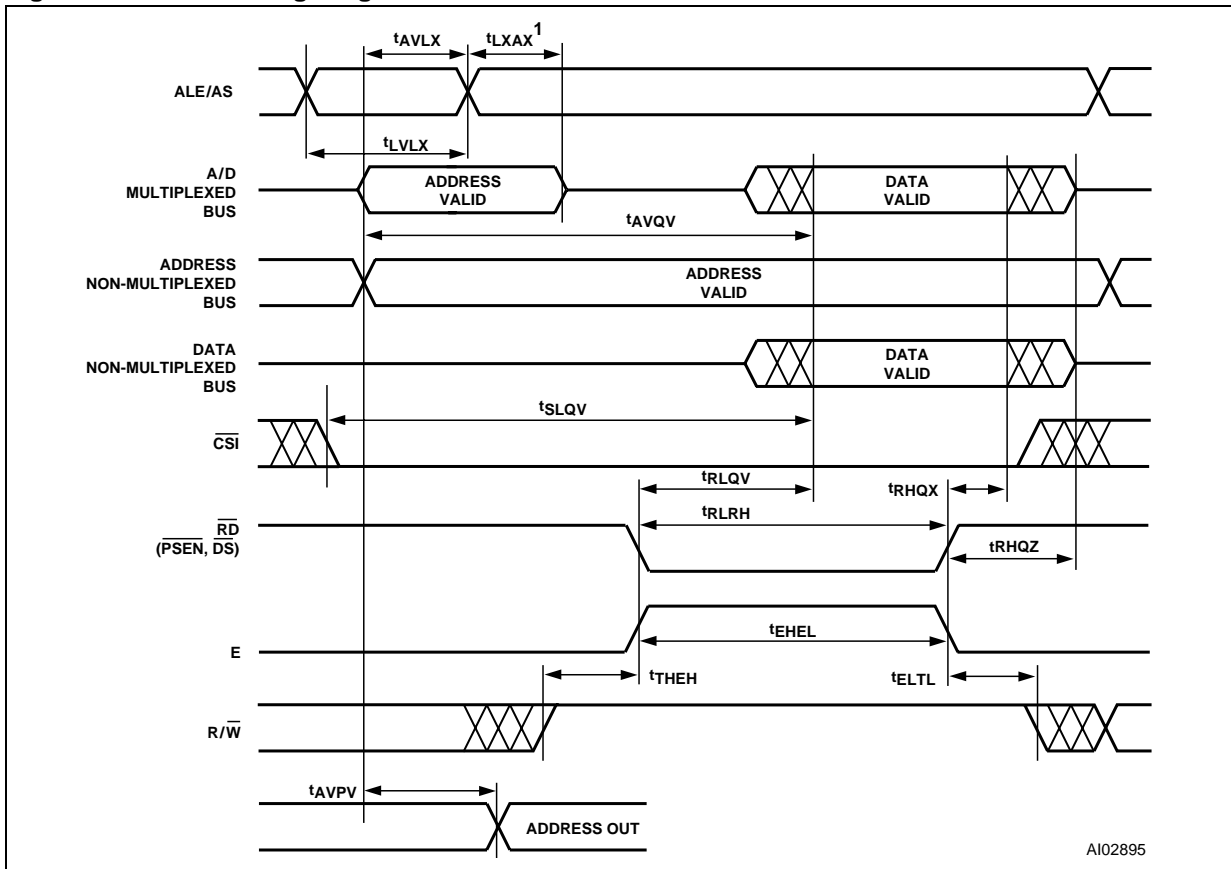 tAVLX
tLXAX1
ALE/AS
tLVLX
A/D
MULTIPLEXED
BUS
ADDRESS
VALID
DATA
VALID
tAVQV
ADDRESS
NON-MULTIPLEXED
BUS
ADDRESS
VALID
DATA
NON-MULTIPLEXED
BUS
DATA
VALID
tSLQV
CSI
tRLQV
tRHQX
tRLRH
RD
(PSEN, DS)
tRHQZ
tEHEL
E
tTHEH
tELTL
R/W
tAVPV
ADDRESS OUT
AI02895